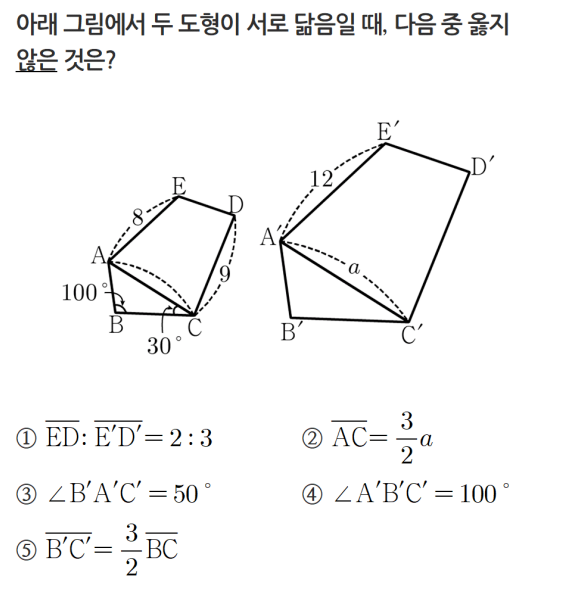 아래 그림에서 두 도형이 서로 닮음일 때, 다음 중 옳지
않은 것은?
E′
D′
12
E
8
D
A′
A
a
9
100°
B
C
30°
B′
C′
① \overline{ED} : \overline{E′D′} = 2 : 3
② \overline{AC} = \frac{3}{2}a
③ ∠B′A′C′ = 50°
④ ∠A′B′C′ = 100°
⑤ \overline{B′C′} = \frac{3}{2}\overline{BC}